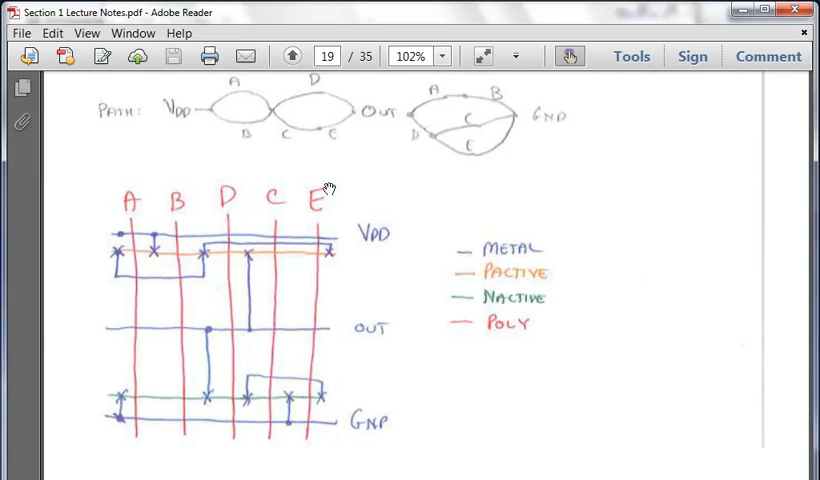 Section 1 Lecture Notes.pdf - Adobe Reader
File Edit View Window Help
19 / 35 102% Tools Sign Comment
PATH: VDD A B D C E OUT A B C D E GND
A B D C E
VDD
METAL
PACTIVE
NACTIVE
OUT
POLY
GND